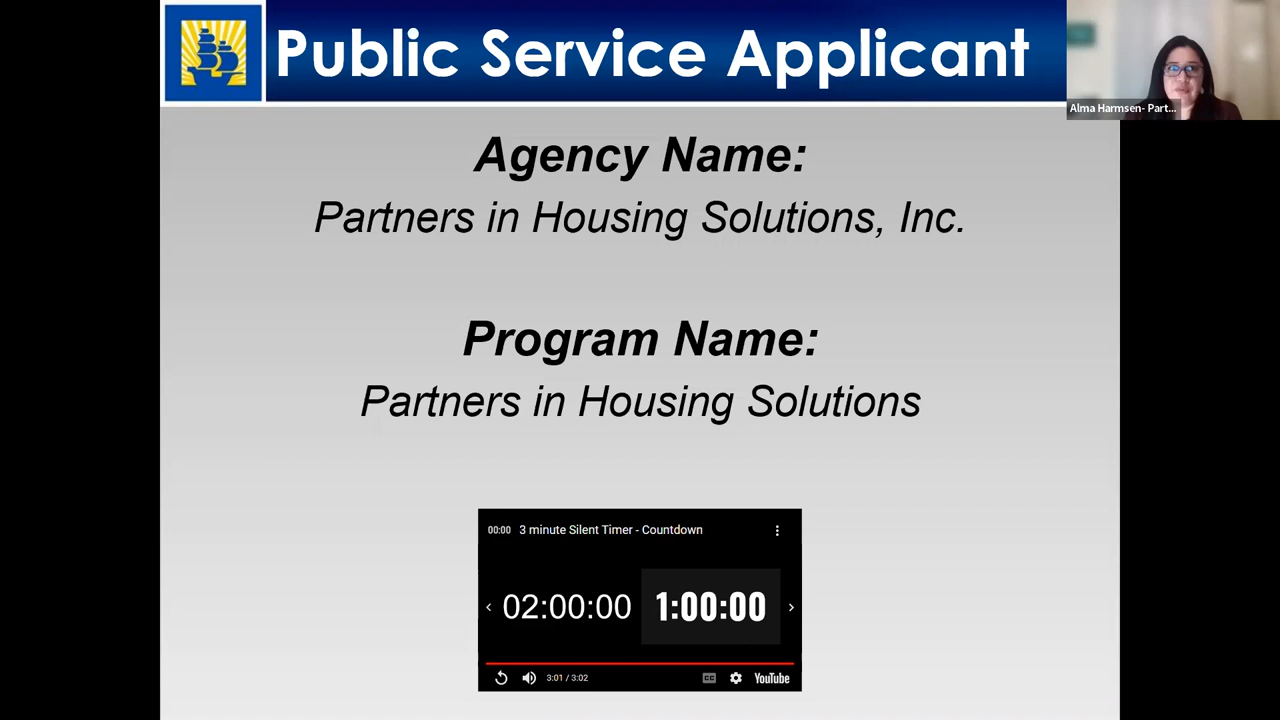 Public Service Applicant
Alma Harmsen- Part...
Agency Name:
Partners in Housing Solutions, Inc.
Program Name:
Partners in Housing Solutions
00:00 3 minute Silent Timer - Countdown
02:00:00 1:00:00
3:01 / 3:02 CC YouTube